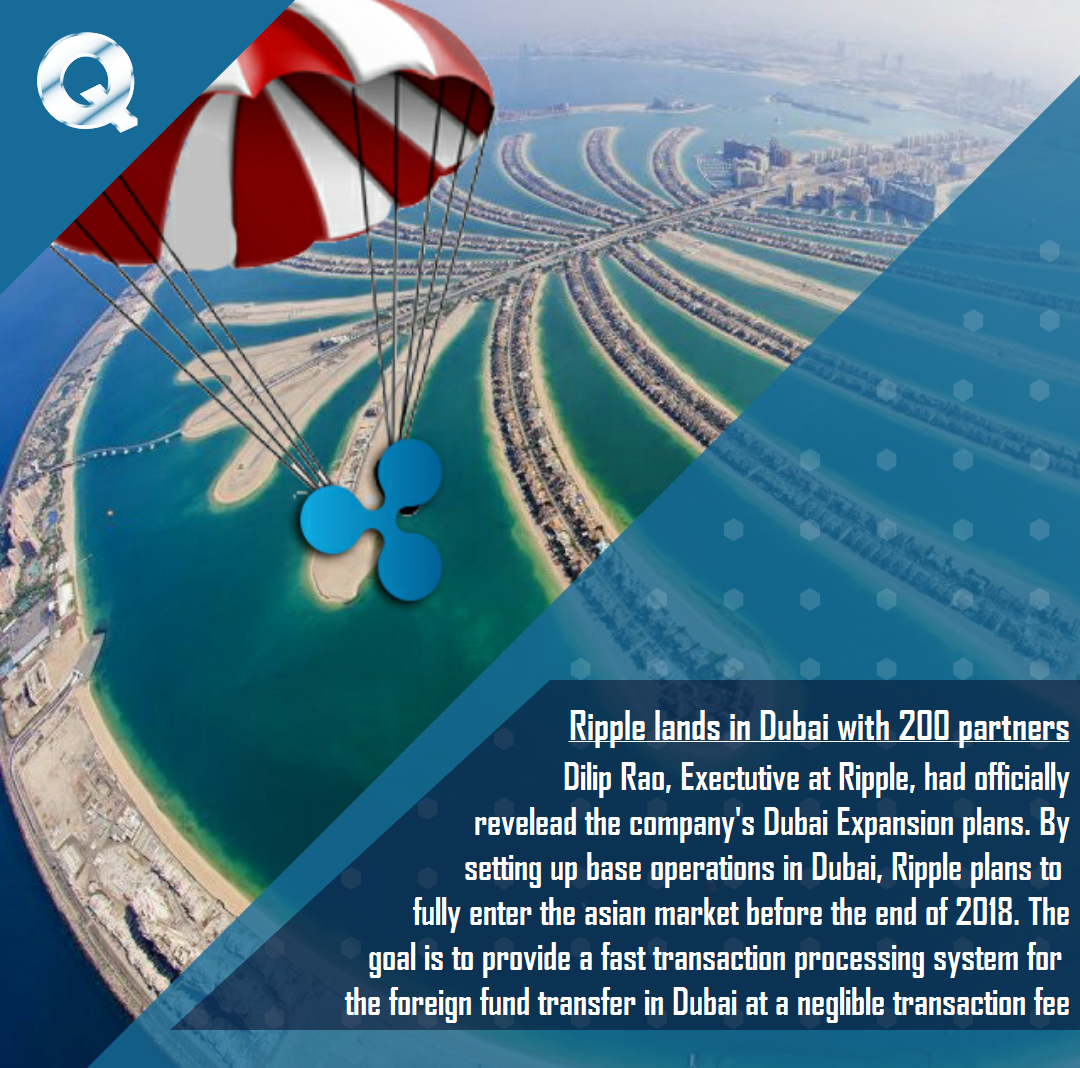 Q
Ripple lands in Dubai with 200 partners
Dilip Rao, Exectutive at Ripple, had officially
revelead the company's Dubai Expansion plans. By
setting up base operations in Dubai, Ripple plans to
fully enter the asian market before the end of 2018. The
goal is to provide a fast transaction processing system for
the foreign fund transfer in Dubai at a neglible transaction fee